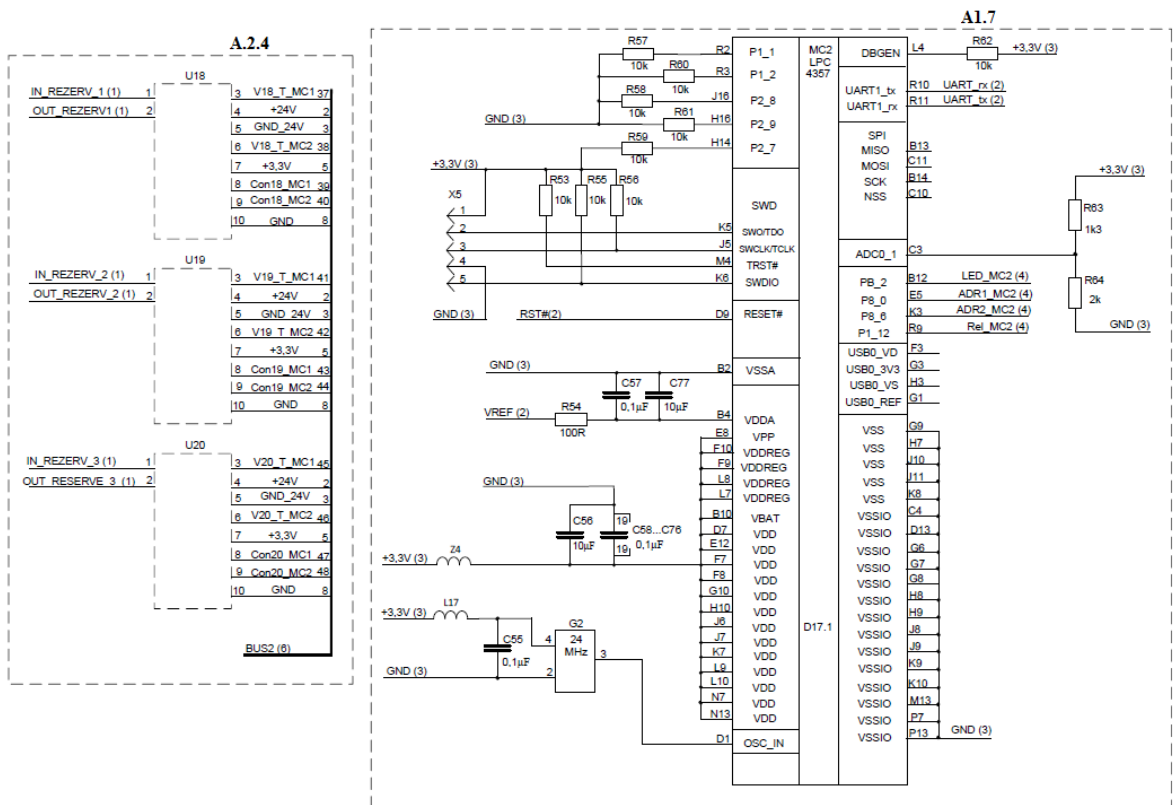 A.2.4
U18
IN_REZERV_1 (1) 1
OUT_REZERV1 (1) 2
3 V18_T_MC1 37
4 +24V 2
5 GND_24V 3
6 V18_T_MC2 38
7 +3,3V 5
8 Con18_MC1 39
9 Con18_MC2 40
10 GND 8
U19
IN_REZERV_2 (1) 1
OUT_REZERV_2 (1) 2
3 V19_T_MC1 41
4 +24V 2
5 GND_24V 3
6 V19_T_MC2 42
7 +3,3V 5
8 Con19_MC1 43
9 Con19_MC2 44
10 GND 8
U20
IN_REZERV_3 (1) 1
OUT_RESERVE_3 (1) 2
3 V20_T_MC1 45
4 +24V 2
5 GND_24V 3
6 V20_T_MC2 46
7 +3,3V 5
8 Con20_MC1 47
9 Con20_MC2 48
10 GND 8
BUS2 (6)
A1.7
R57
10k
R60
10k
R58
10k
R61
10k
R59
10k
GND (3)
+3,3V (3)
R53
10k
R55
10k
R56
10k
X5
1
2
3
4
5
GND (3)
RST#(2)
GND (3)
C57
0,1μF
C77
10μF
VREF (2)
R54
100R
GND (3)
C56
10μF
19
C58...C76
0,1μF
19
+3,3V (3)
Z4
+3,3V (3)
L17
C55
0,1μF
GND (3)
G2
24
MHz
4
2
3
R2 P1_1
R3 P1_2
J16 P2_8
H16 P2_9
H14 P2_7
SWD
K5 SWO/TDO
J5 SWCLK/TCLK
M4 TRST#
K6 SWDIO
D9 RESET#
B2 VSSA
B4 VDDA
E8 VPP
F10 VDDREG
F9 VDDREG
L8 VDDREG
L7 VDDREG
B10 VBAT
D7 VDD
E12 VDD
F7 VDD
F8 VDD
G10 VDD
H10 VDD
J6 VDD
J7 VDD
K7 VDD
L9 VDD
L10 VDD
N7 VDD
N13 VDD
D1 OSC_IN
MC2
LPC
4357
D17.1
DBGEN L4
R62
10k
+3,3V (3)
UART1_tx R10 UART_rx (2)
UART1_rx R11 UART_tx (2)
SPI
MISO B13
MOSI C11
SCK B14
NSS C10
+3,3V (3)
R63
1k3
ADC0_1 C3
R64
2k
GND (3)
PB_2 B12 LED_MC2 (4)
P8_0 E5 ADR1_MC2 (4)
P8_6 K3 ADR2_MC2 (4)
P1_12 R9 Rel_MC2 (4)
USB0_VD F3
USB0_3V3 G3
USB0_VS H3
USB0_REF G1
VSS G9
VSS H7
VSS J10
VSS J11
VSS K8
VSSIO C4
VSSIO D13
VSSIO G6
VSSIO G7
VSSIO G8
VSSIO H8
VSSIO H9
VSSIO J8
VSSIO J9
VSSIO K9
VSSIO K10
VSSIO M13
VSSIO P7
VSSIO P13 GND (3)